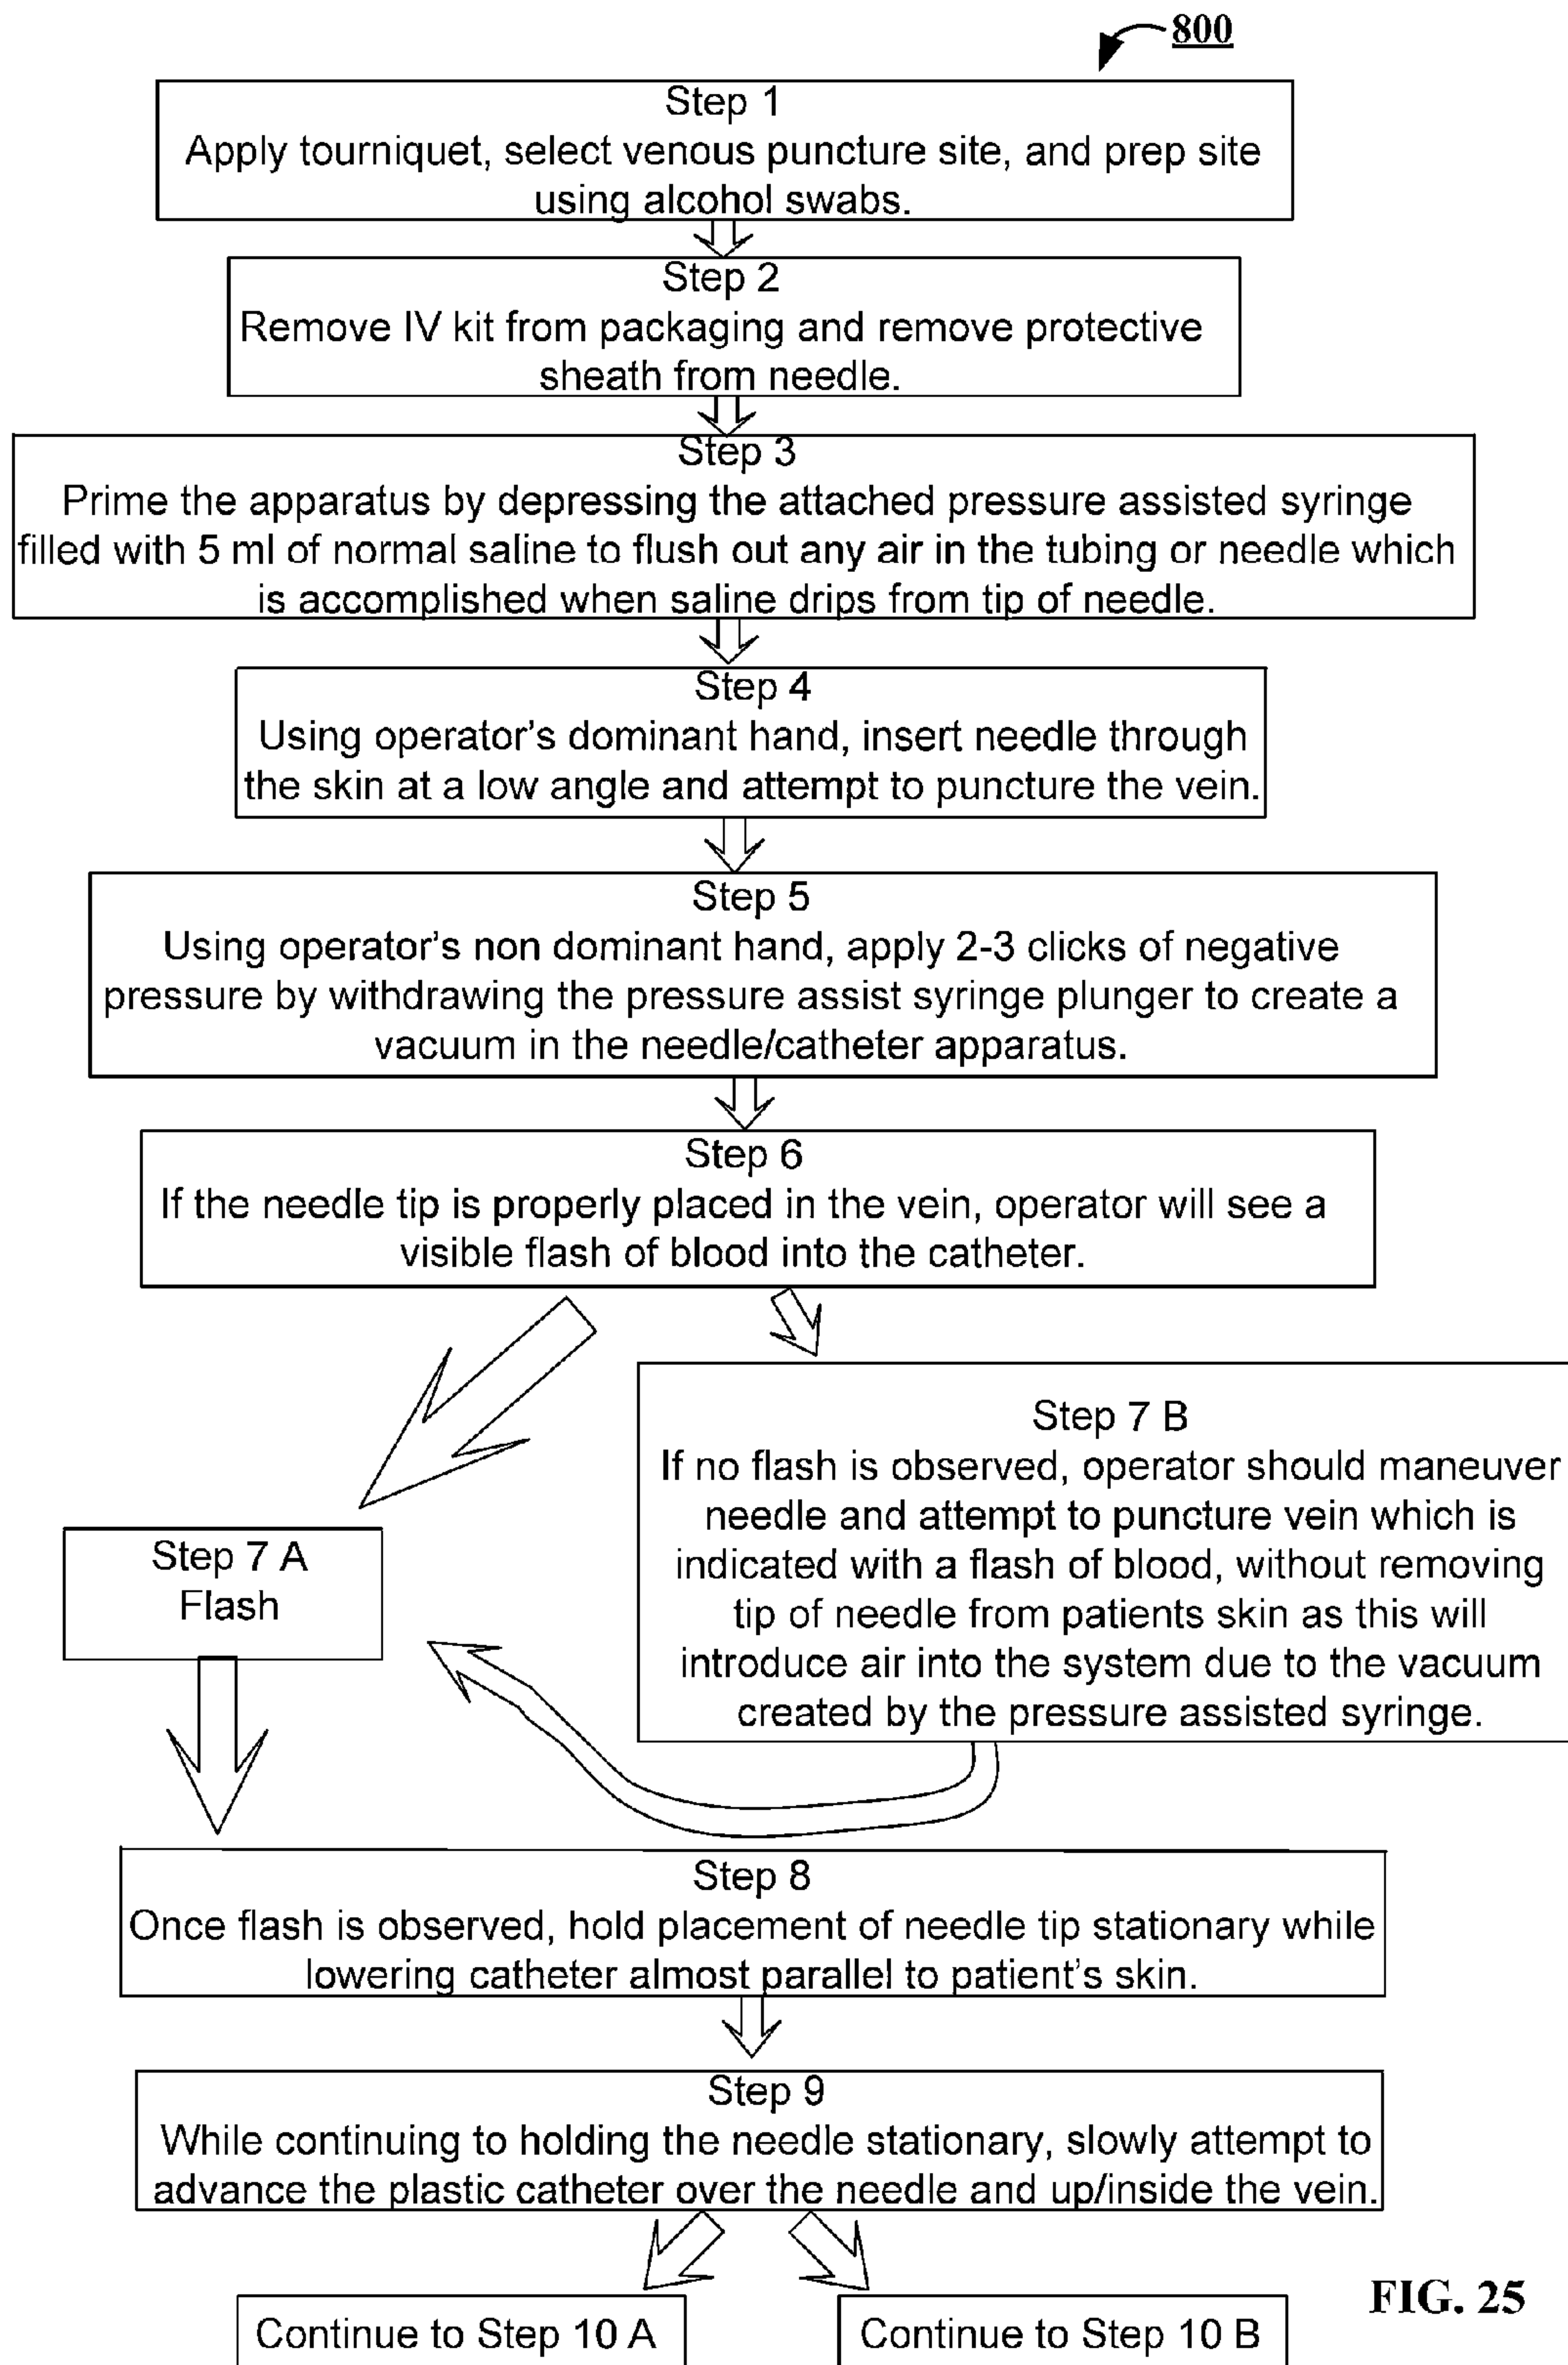 800
Step 1
Apply tourniquet, select venous puncture site, and prep site
using alcohol swabs.
Step 2
Remove IV kit from packaging and remove protective
sheath from needle.
Step 3
Prime the apparatus by depressing the attached pressure assisted syringe
filled with 5 ml of normal saline to flush out any air in the tubing or needle which
is accomplished when saline drips from tip of needle.
Step 4
Using operator's dominant hand, insert needle through
the skin at a low angle and attempt to puncture the vein.
Step 5
Using operator's non dominant hand, apply 2-3 clicks of negative
pressure by withdrawing the pressure assist syringe plunger to create a
vacuum in the needle/catheter apparatus.
Step 6
If the needle tip is properly placed in the vein, operator will see a
visible flash of blood into the catheter.
Step 7 A
Flash
Step 7 B
If no flash is observed, operator should maneuver
needle and attempt to puncture vein which is
indicated with a flash of blood, without removing
tip of needle from patients skin as this will
introduce air into the system due to the vacuum
created by the pressure assisted syringe.
Step 8
Once flash is observed, hold placement of needle tip stationary while
lowering catheter almost parallel to patient's skin.
Step 9
While continuing to holding the needle stationary, slowly attempt to
advance the plastic catheter over the needle and up/inside the vein.
Continue to Step 10 A
Continue to Step 10 B
FIG. 25